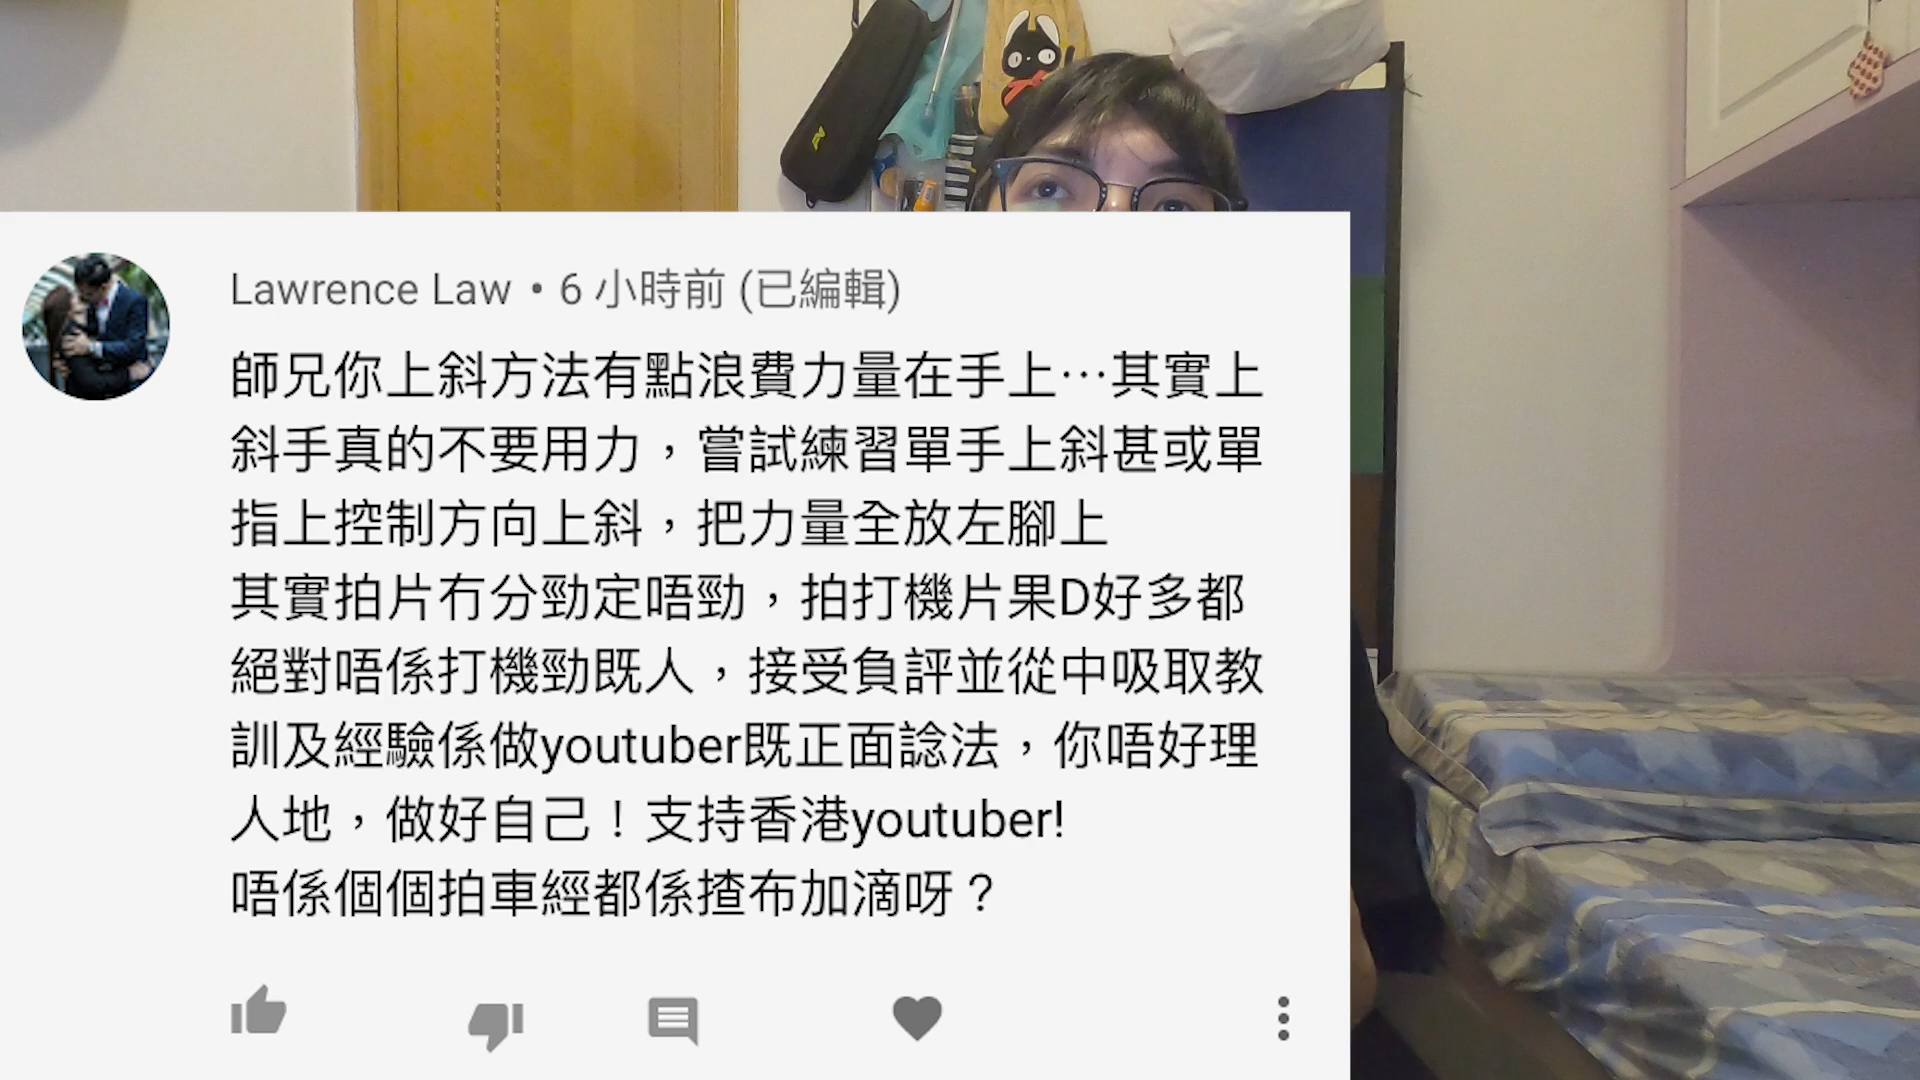 Lawrence Law • 6 小時前 (已編輯)
師兄你上斜方法有點浪費力量在手上…其實上
斜手真的不要用力，嘗試練習單手上斜甚或單
指上控制方向上斜，把力量全放左腳上
其實拍片冇分勁定唔勁，拍打機片果D好多都
絕對唔係打機勁既人，接受負評並從中吸取教
訓及經驗係做youtuber既正面諗法，你唔好理
人地，做好自己！支持香港youtuber!
唔係個個拍車經都係揸布加滴呀？